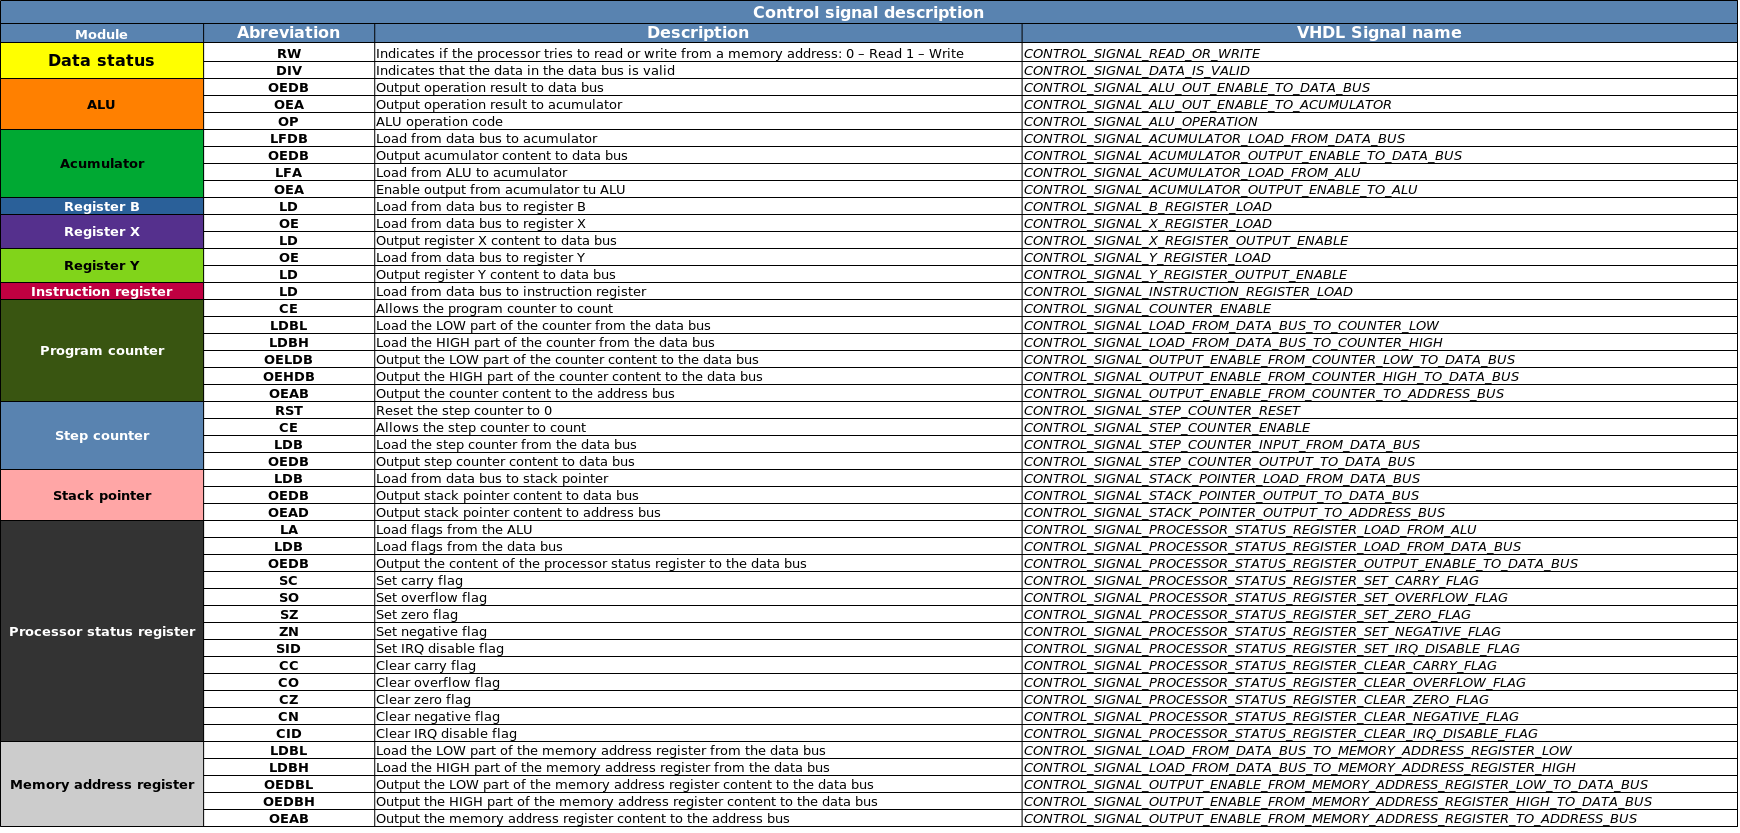 Control signal description
Module Abreviation Description VHDL Signal name
Data status RW Indicates if the processor tries to read or write from a memory address: 0 – Read 1 – Write CONTROL_SIGNAL_READ_OR_WRITE
DIV Indicates that the data in the data bus is valid CONTROL_SIGNAL_DATA_IS_VALID
ALU OEDB Output operation result to data bus CONTROL_SIGNAL_ALU_OUT_ENABLE_TO_DATA_BUS
OEA Output operation result to acumulator CONTROL_SIGNAL_ALU_OUT_ENABLE_TO_ACUMULATOR
OP ALU operation code CONTROL_SIGNAL_ALU_OPERATION
Acumulator LFDB Load from data bus to acumulator CONTROL_SIGNAL_ACUMULATOR_LOAD_FROM_DATA_BUS
OEDB Output acumulator content to data bus CONTROL_SIGNAL_ACUMULATOR_OUTPUT_ENABLE_TO_DATA_BUS
LFA Load from ALU to acumulator CONTROL_SIGNAL_ACUMULATOR_LOAD_FROM_ALU
OEA Enable output from acumulator tu ALU CONTROL_SIGNAL_ACUMULATOR_OUTPUT_ENABLE_TO_ALU
Register B LD Load from data bus to register B CONTROL_SIGNAL_B_REGISTER_LOAD
Register X OE Load from data bus to register X CONTROL_SIGNAL_X_REGISTER_LOAD
LD Output register X content to data bus CONTROL_SIGNAL_X_REGISTER_OUTPUT_ENABLE
Register Y OE Load from data bus to register Y CONTROL_SIGNAL_Y_REGISTER_LOAD
LD Output register Y content to data bus CONTROL_SIGNAL_Y_REGISTER_OUTPUT_ENABLE
Instruction register LD Load from data bus to instruction register CONTROL_SIGNAL_INSTRUCTION_REGISTER_LOAD
Program counter CE Allows the program counter to count CONTROL_SIGNAL_COUNTER_ENABLE
LDBL Load the LOW part of the counter from the data bus CONTROL_SIGNAL_LOAD_FROM_DATA_BUS_TO_COUNTER_LOW
LDBH Load the HIGH part of the counter from the data bus CONTROL_SIGNAL_LOAD_FROM_DATA_BUS_TO_COUNTER_HIGH
OELDB Output the LOW part of the counter content to the data bus CONTROL_SIGNAL_OUTPUT_ENABLE_FROM_COUNTER_LOW_TO_DATA_BUS
OEHDB Output the HIGH part of the counter content to the data bus CONTROL_SIGNAL_OUTPUT_ENABLE_FROM_COUNTER_HIGH_TO_DATA_BUS
OEAB Output the counter content to the address bus CONTROL_SIGNAL_OUTPUT_ENABLE_FROM_COUNTER_TO_ADDRESS_BUS
Step counter RST Reset the step counter to 0 CONTROL_SIGNAL_STEP_COUNTER_RESET
CE Allows the step counter to count CONTROL_SIGNAL_STEP_COUNTER_ENABLE
LDB Load the step counter from the data bus CONTROL_SIGNAL_STEP_COUNTER_INPUT_FROM_DATA_BUS
OEDB Output step counter content to data bus CONTROL_SIGNAL_STEP_COUNTER_OUTPUT_TO_DATA_BUS
Stack pointer LDB Load from data bus to stack pointer CONTROL_SIGNAL_STACK_POINTER_LOAD_FROM_DATA_BUS
OEDB Output stack pointer content to data bus CONTROL_SIGNAL_STACK_POINTER_OUTPUT_TO_DATA_BUS
OEAD Output stack pointer content to address bus CONTROL_SIGNAL_STACK_POINTER_OUTPUT_TO_ADDRESS_BUS
Processor status register LA Load flags from the ALU CONTROL_SIGNAL_PROCESSOR_STATUS_REGISTER_LOAD_FROM_ALU
LDB Load flags from the data bus CONTROL_SIGNAL_PROCESSOR_STATUS_REGISTER_LOAD_FROM_DATA_BUS
OEDB Output the content of the processor status register to the data bus CONTROL_SIGNAL_PROCESSOR_STATUS_REGISTER_OUTPUT_ENABLE_TO_DATA_BUS
SC Set carry flag CONTROL_SIGNAL_PROCESSOR_STATUS_REGISTER_SET_CARRY_FLAG
SO Set overflow flag CONTROL_SIGNAL_PROCESSOR_STATUS_REGISTER_SET_OVERFLOW_FLAG
SZ Set zero flag CONTROL_SIGNAL_PROCESSOR_STATUS_REGISTER_SET_ZERO_FLAG
ZN Set negative flag CONTROL_SIGNAL_PROCESSOR_STATUS_REGISTER_SET_NEGATIVE_FLAG
SID Set IRQ disable flag CONTROL_SIGNAL_PROCESSOR_STATUS_REGISTER_SET_IRQ_DISABLE_FLAG
CC Clear carry flag CONTROL_SIGNAL_PROCESSOR_STATUS_REGISTER_CLEAR_CARRY_FLAG
CO Clear overflow flag CONTROL_SIGNAL_PROCESSOR_STATUS_REGISTER_CLEAR_OVERFLOW_FLAG
CZ Clear zero flag CONTROL_SIGNAL_PROCESSOR_STATUS_REGISTER_CLEAR_ZERO_FLAG
CN Clear negative flag CONTROL_SIGNAL_PROCESSOR_STATUS_REGISTER_CLEAR_NEGATIVE_FLAG
CID Clear IRQ disable flag CONTROL_SIGNAL_PROCESSOR_STATUS_REGISTER_CLEAR_IRQ_DISABLE_FLAG
Memory address register LDBL Load the LOW part of the memory address register from the data bus CONTROL_SIGNAL_LOAD_FROM_DATA_BUS_TO_MEMORY_ADDRESS_REGISTER_LOW
LDBH Load the HIGH part of the memory address register from the data bus CONTROL_SIGNAL_LOAD_FROM_DATA_BUS_TO_MEMORY_ADDRESS_REGISTER_HIGH
OEDBL Output the LOW part of the memory address register content to the data bus CONTROL_SIGNAL_OUTPUT_ENABLE_FROM_MEMORY_ADDRESS_REGISTER_LOW_TO_DATA_BUS
OEDBH Output the HIGH part of the memory address register content to the data bus CONTROL_SIGNAL_OUTPUT_ENABLE_FROM_MEMORY_ADDRESS_REGISTER_HIGH_TO_DATA_BUS
OEAB Output the memory address register content to the address bus CONTROL_SIGNAL_OUTPUT_ENABLE_FROM_MEMORY_ADDRESS_REGISTER_TO_ADDRESS_BUS